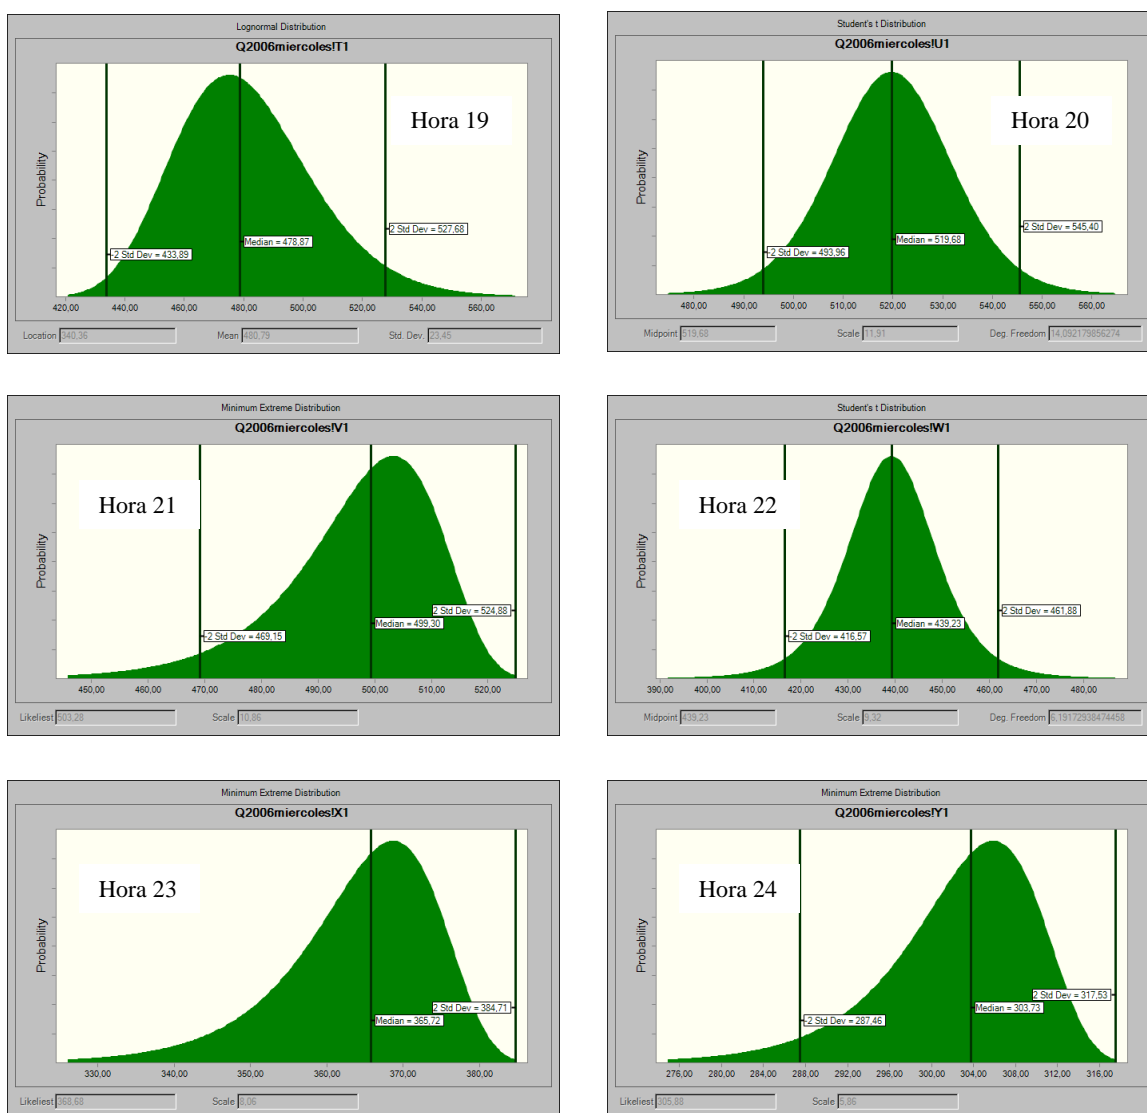 Lognormal Distribution
Q2006miercoles!T1
Hora 19
Probability
2 Std Dev = 527,68
Median = 478,87
-2 Std Dev = 433,89
420,00 440,00 460,00 480,00 500,00 520,00 540,00 560,00
Location 340,36 Mean 480,79 Std. Dev. 23,45
Student's t Distribution
Q2006miercoles!U1
Hora 20
Probability
2 Std Dev = 545,40
Median = 519,68
-2 Std Dev = 493,96
480,00 490,00 500,00 510,00 520,00 530,00 540,00 550,00 560,00
Midpoint 519,68 Scale 11,91 Deg. Freedom 14,092179856274
Minimum Extreme Distribution
Q2006miercoles!V1
Hora 21
Probability
2 Std Dev = 524,88
Median = 499,30
-2 Std Dev = 469,15
450,00 460,00 470,00 480,00 490,00 500,00 510,00 520,00
Likeliest 503,28 Scale 10,86
Student's t Distribution
Q2006miercoles!W1
Hora 22
Probability
2 Std Dev = 461,88
Median = 439,23
-2 Std Dev = 416,57
390,00 400,00 410,00 420,00 430,00 440,00 450,00 460,00 470,00 480,00
Midpoint 439,23 Scale 9,32 Deg. Freedom 6,19172938474458
Minimum Extreme Distribution
Q2006miercoles!X1
Hora 23
Probability
2 Std Dev = 384,71
Median = 365,72
330,00 340,00 350,00 360,00 370,00 380,00
Likeliest 368,68 Scale 8,06
Minimum Extreme Distribution
Q2006miercoles!Y1
Hora 24
Probability
2 Std Dev = 317,53
Median = 303,73
-2 Std Dev = 287,46
276,00 280,00 284,00 288,00 292,00 296,00 300,00 304,00 308,00 312,00 316,00
Likeliest 305,88 Scale 5,86